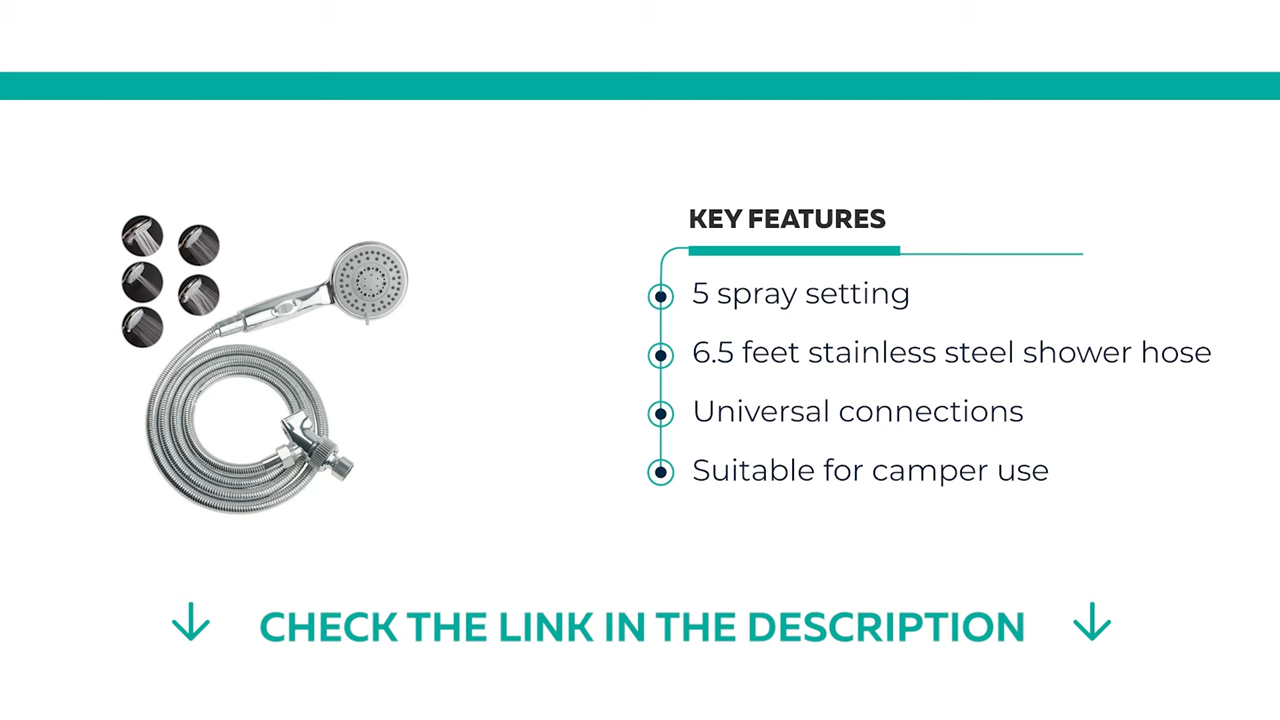 KEY FEATURES
5 spray setting
6.5 feet stainless steel shower hose
Universal connections
Suitable for camper use
CHECK THE LINK IN THE DESCRIPTION